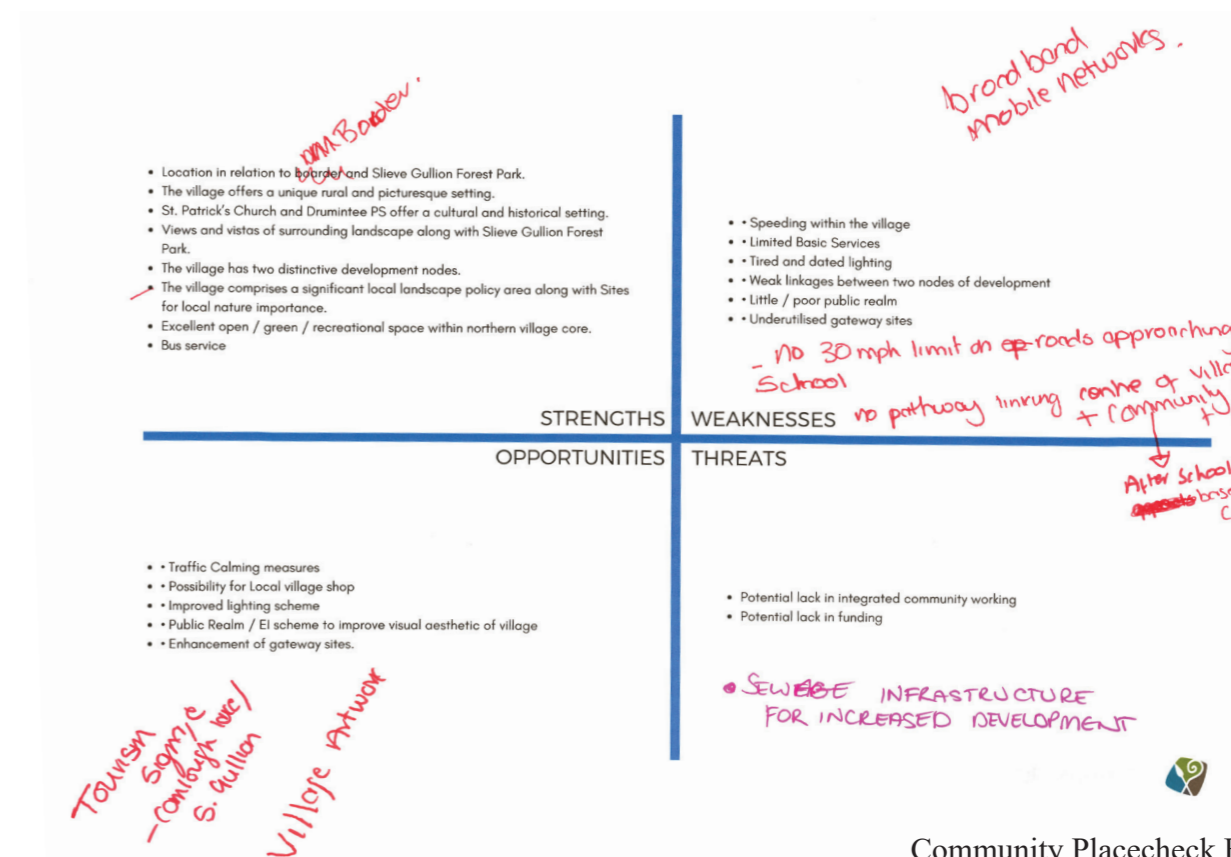 broadband
mobile networks.
Border.
• Location in relation to boarder and Slieve Gullion Forest Park.
• The village offers a unique rural and picturesque setting.
• St. Patrick's Church and Drumintee PS offer a cultural and historical setting.
• Views and vistas of surrounding landscape along with Slieve Gullion Forest
Park.
• The village has two distinctive development nodes.
• The village comprises a significant local landscape policy area along with Sites
for local nature importance.
• Excellent open / green / recreational space within northern village core.
• Bus service
• • Speeding within the village
• • Limited Basic Services
• • Tired and dated lighting
• • Weak linkages between two nodes of development
• • Little / poor public realm
• • Underutilised gateway sites
- no 30 mph limit on roads approaching
School
no pathway linking centre of
+ community
STRENGTHS
WEAKNESSES
OPPORTUNITIES
THREATS
After School
• • Traffic Calming measures
• • Possibility for Local village shop
• • Improved lighting scheme
• • Public Realm / EI scheme to improve visual aesthetic of village
• • Enhancement of gateway sites.
• Potential lack in integrated community working
• Potential lack in funding
• SEWEAGE INFRASTRUCTURE
FOR INCREASED DEVELOPMENT
Tourism
S. Gullion
Village Artwork
Community Placecheck